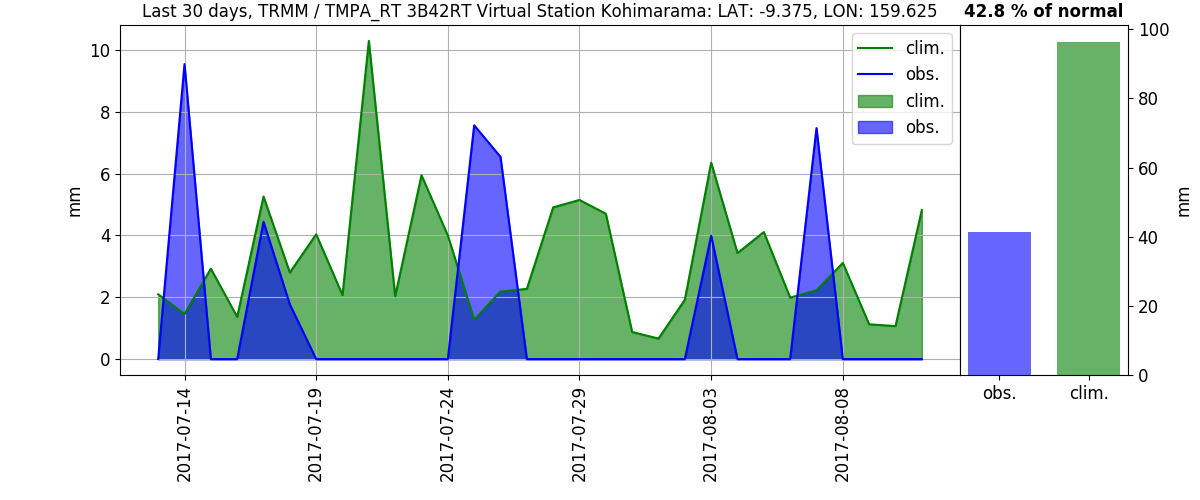 Last 30 days, TRMM / TMPA_RT 3B42RT Virtual Station Kohimarama: LAT: -9.375, LON: 159.625
42.8 % of normal
mm
10
8
6
4
2
0
clim.
obs.
clim.
obs.
2017-07-14
2017-07-19
2017-07-24
2017-07-29
2017-08-03
2017-08-08
100
80
60
40
20
0
mm
obs.
clim.